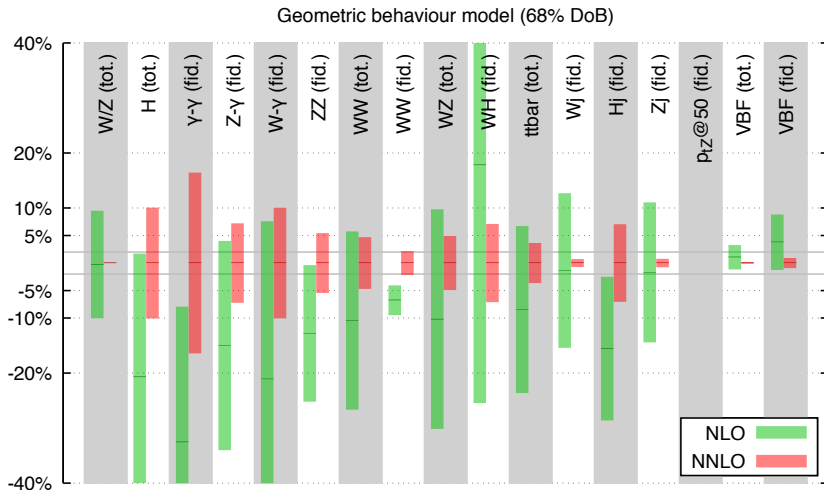 Geometric behaviour model (68% DoB)
40%
20%
10%
5%
-5%
-10%
-20%
-40%
W/Z (tot.)
H (tot.)
γ-γ (fid.)
Z-γ (fid.)
W-γ (fid.)
ZZ (fid.)
WW (tot.)
WW (fid.)
WZ (tot.)
WH (fid.)
ttbar (tot.)
Wj (fid.)
Hj (fid.)
Zj (fid.)
ptZ@50 (fid.)
VBF (tot.)
VBF (fid.)
NLO
NNLO